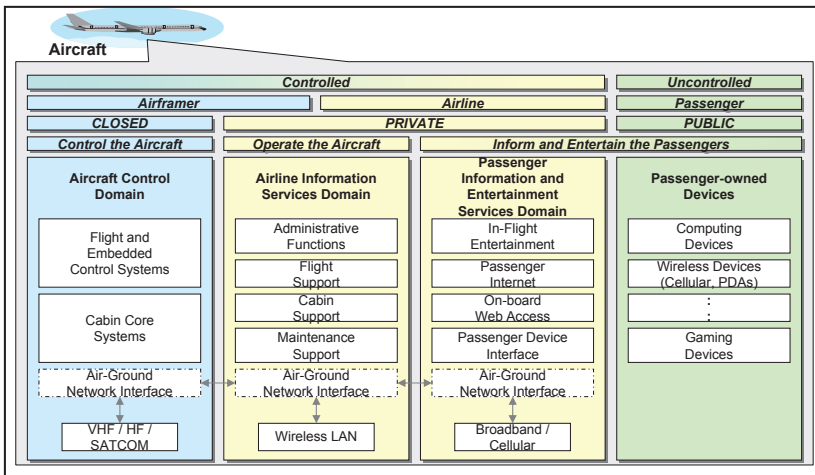 Aircraft
Controlled
Uncontrolled
Airframer
Airline
Passenger
CLOSED
PRIVATE
PUBLIC
Control the Aircraft
Operate the Aircraft
Inform and Entertain the Passengers
Aircraft Control
Domain
Flight and
Embedded
Control Systems
Cabin Core
Systems
Air-Ground
Network Interface
VHF / HF /
SATCOM
Airline Information
Services Domain
Administrative
Functions
Flight
Support
Cabin
Support
Maintenance
Support
Air-Ground
Network Interface
Wireless LAN
Passenger
Information and
Entertainment
Services Domain
In-Flight
Entertainment
Passenger
Internet
On-board
Web Access
Passenger Device
Interface
Air-Ground
Network Interface
Broadband /
Cellular
Passenger-owned
Devices
Computing
Devices
Wireless Devices
(Cellular, PDAs)
:
:
Gaming
Devices